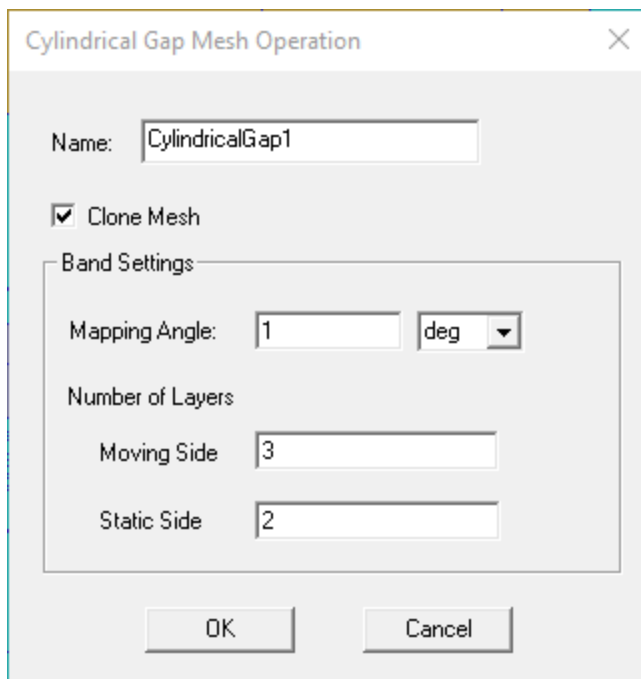 Cylindrical Gap Mesh Operation
Name: CylindricalGap1
Clone Mesh
Band Settings
Mapping Angle: 1 deg
Number of Layers
Moving Side 3
Static Side 2
OK Cancel